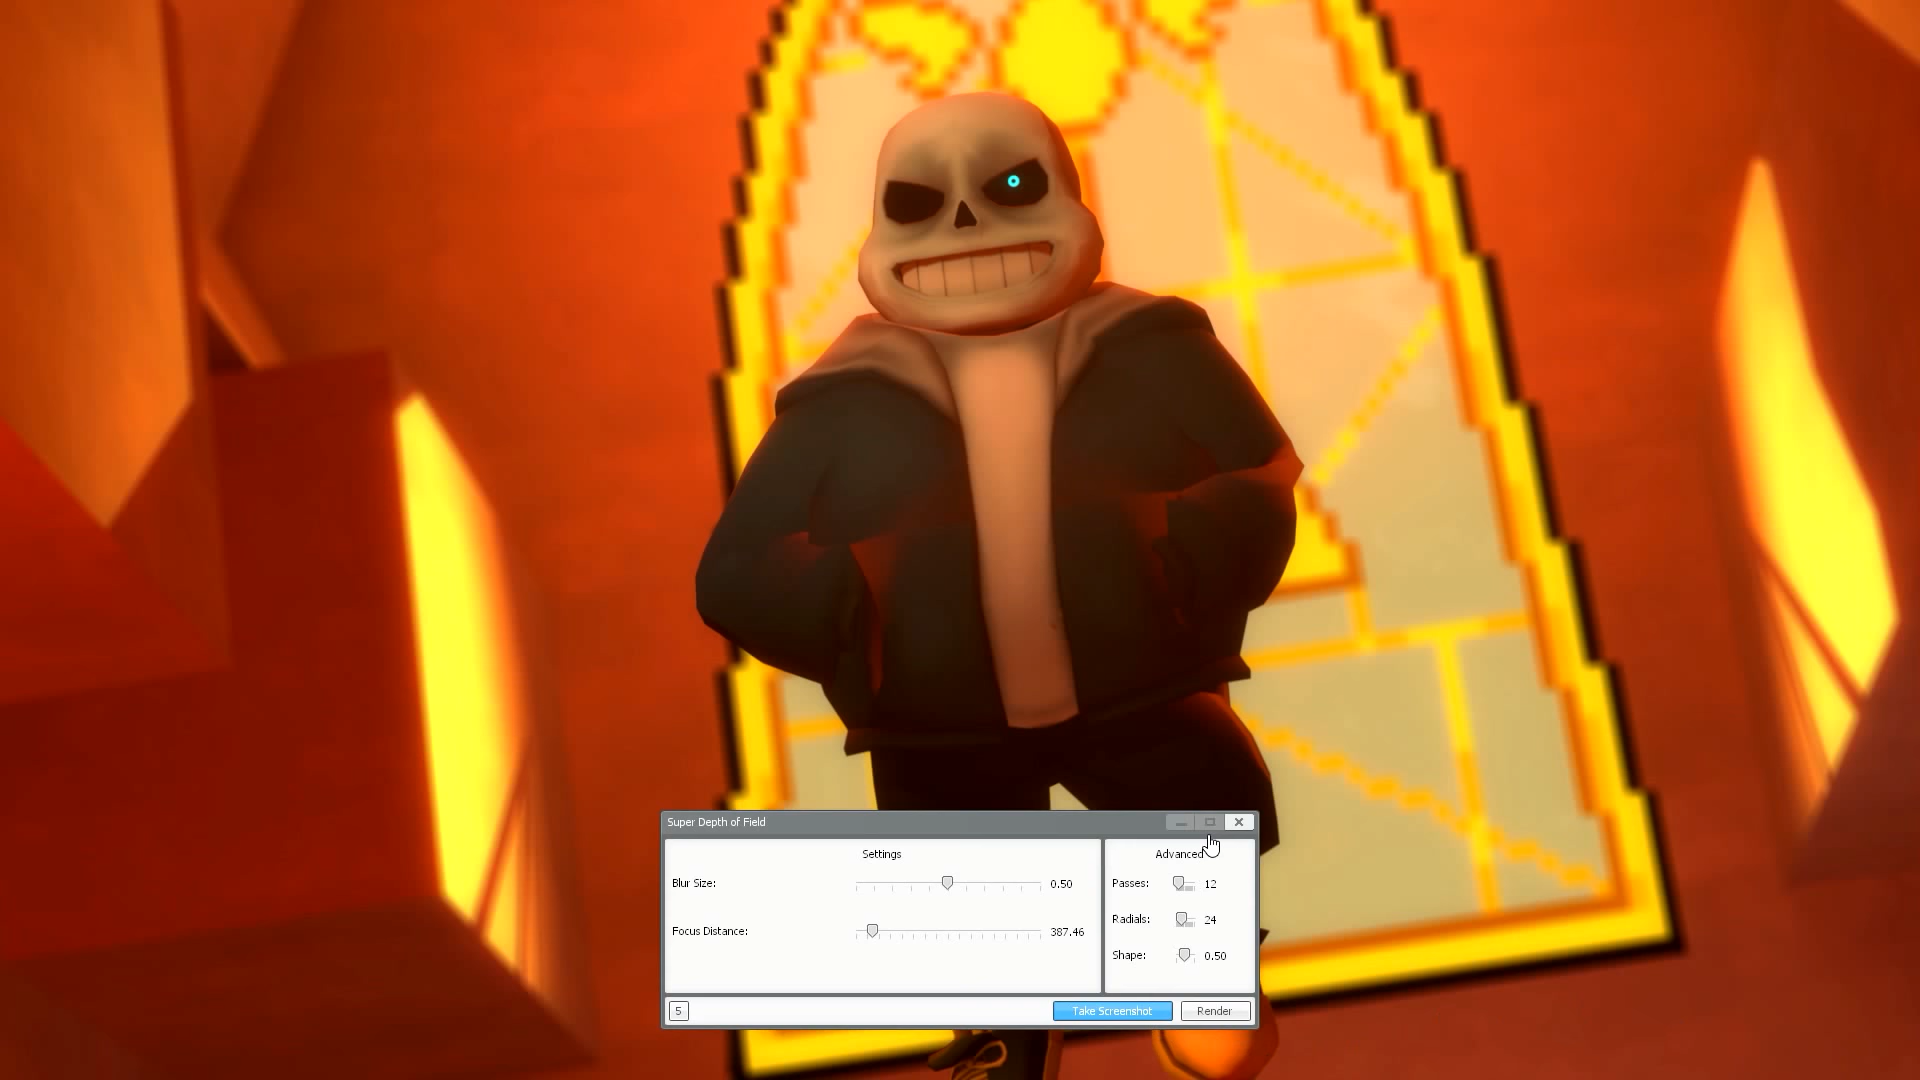 Super Depth of Field
Settings
Blur Size: 0.50
Focus Distance: 387.46
Advanced
Passes: 12
Radials: 24
Shape: 0.50
5
Take Screenshot
Render